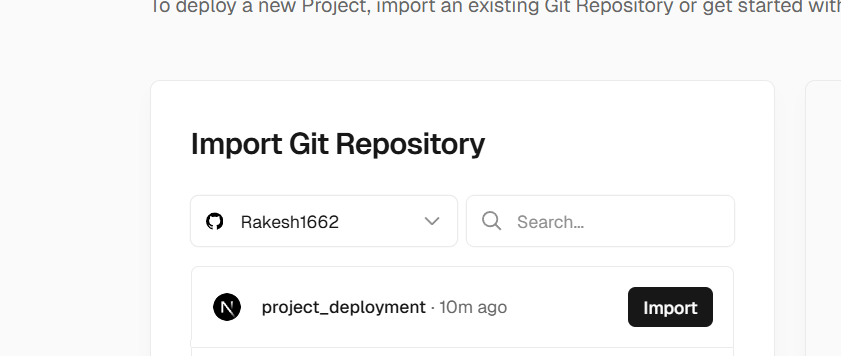 To deploy a new Project, import an existing Git Repository or get started with
Import Git Repository
Rakesh1662
Search...
project_deployment · 10m ago
Import